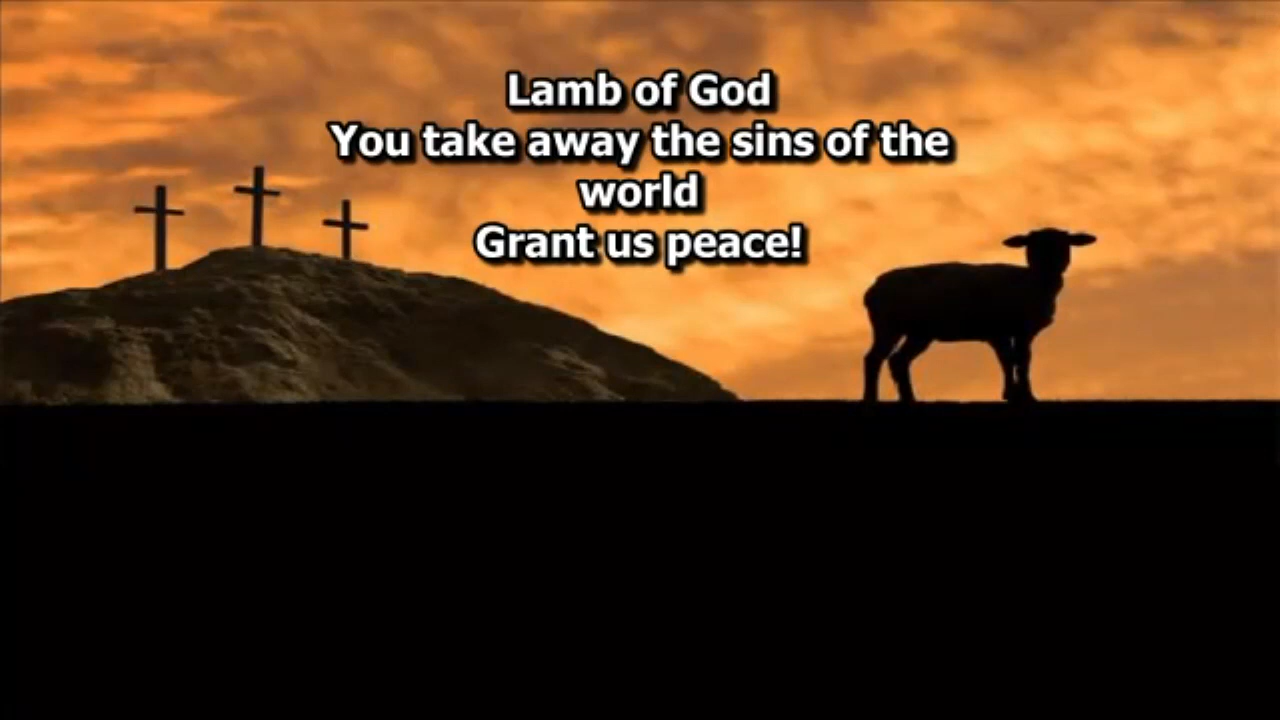 Lamb of God
You take away the sins of the
world
Grant us peace!